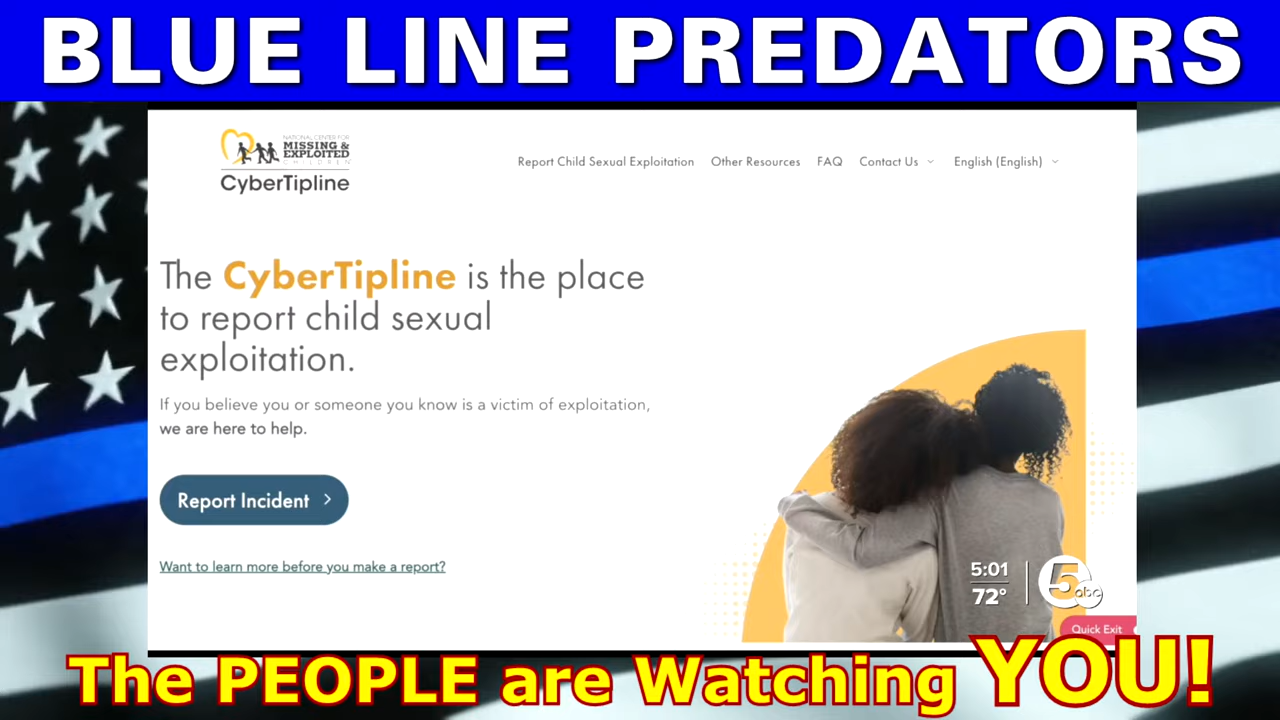 BLUE LINE PREDATORS
NATIONAL CENTER FOR
MISSING &
EXPLOITED
CHILDREN
CyberTipline
Report Child Sexual Exploitation Other Resources FAQ Contact Us English (English)
The CyberTipline is the place
to report child sexual
exploitation.
If you believe you or someone you know is a victim of exploitation,
we are here to help.
Report Incident
Want to learn more before you make a report?
5:01
72°
5
abc
Quick Exit
The PEOPLE are Watching YOU!